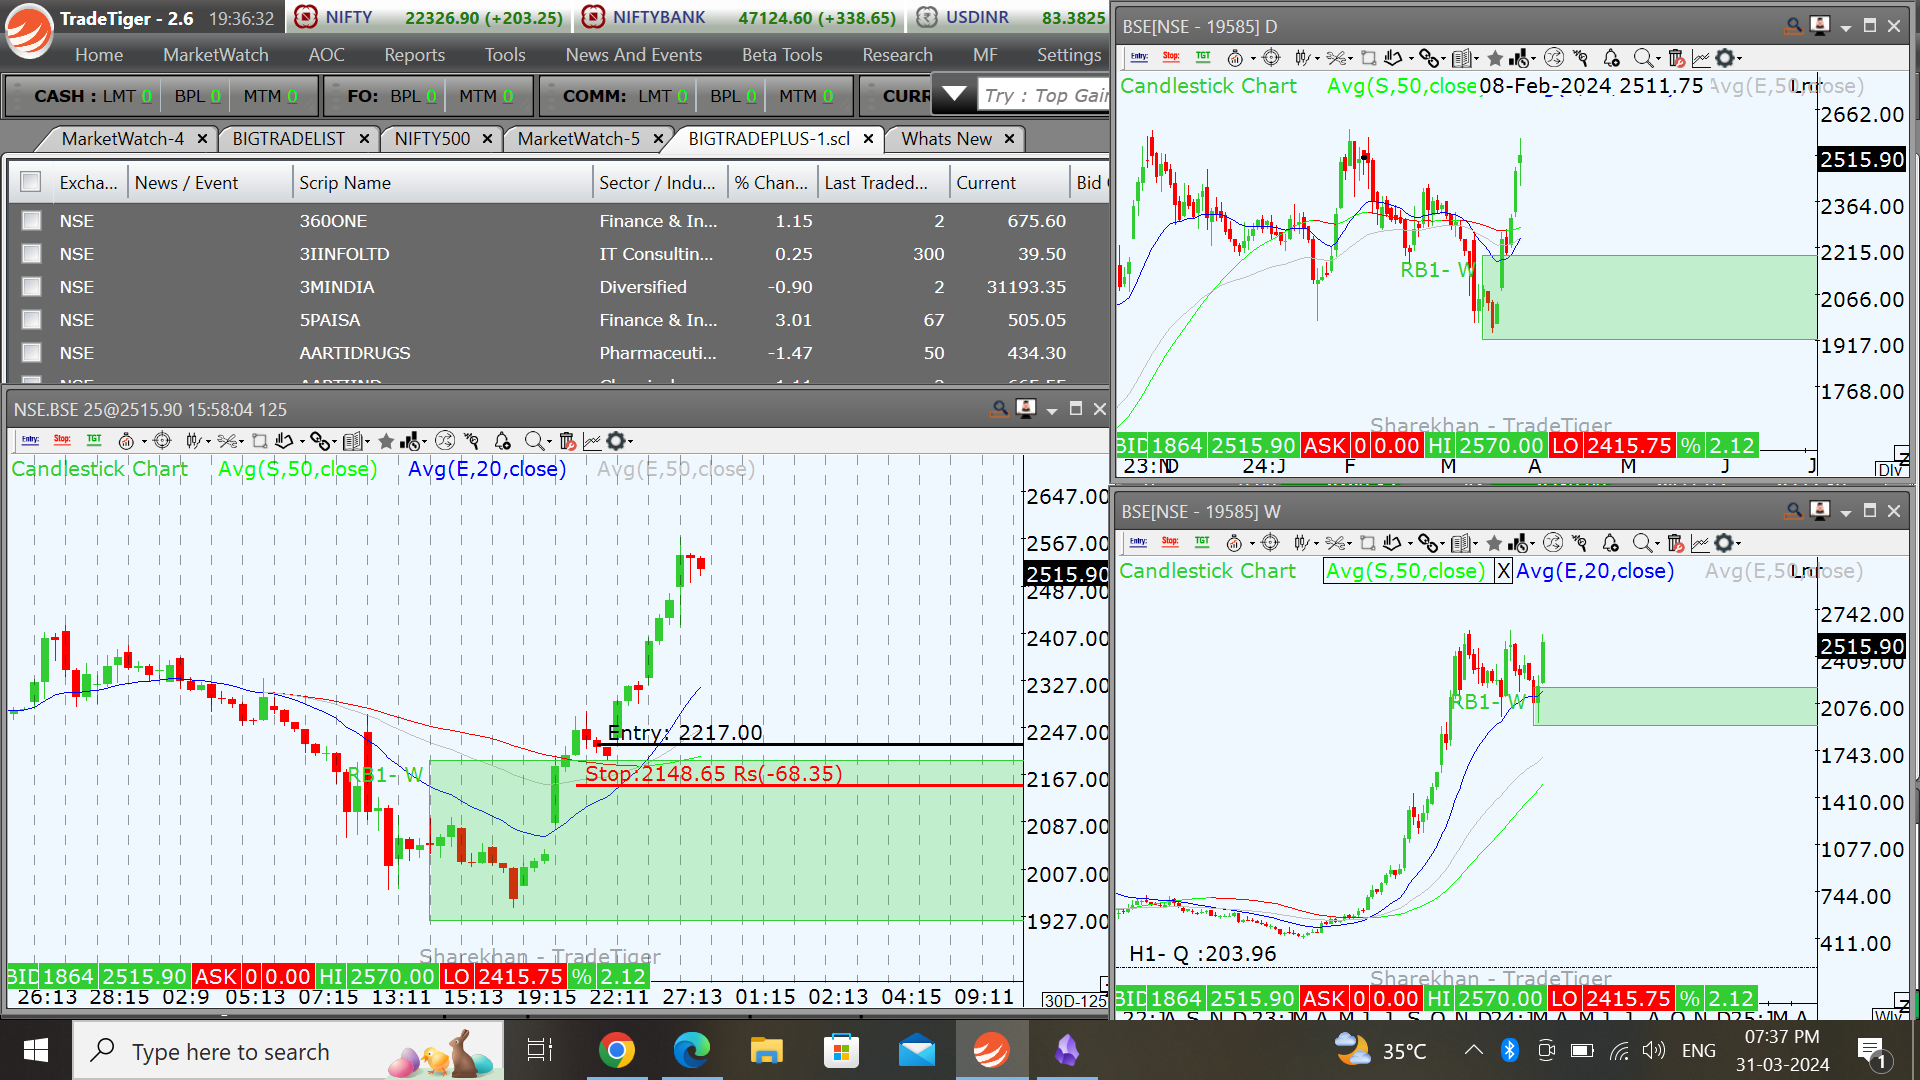 TradeTiger - 2.6 19:36:32
NIFTY 22326.90 (+203.25) NIFTYBANK 47124.60 (+338.65) USDINR 83.3825
Home MarketWatch AOC Reports Tools News And Events Beta Tools Research MF Settings
CASH : LMT 0 BPL 0 MTM 0 FO: BPL 0 MTM 0 COMM: LMT 0 BPL 0 MTM 0 CURR Try : Top Gain
MarketWatch-4 BIGTRADELIST NIFTY500 MarketWatch-5 BIGTRADEPLUS-1.scl Whats New
Excha... News / Event Scrip Name Sector / Indu... % Chan... Last Traded... Current Bid
NSE 360ONE Finance & In... 1.15 2 675.60
NSE 3IINFOLTD IT Consultin... 0.25 300 39.50
NSE 3MINDIA Diversified -0.90 2 31193.35
NSE 5PAISA Finance & In... 3.01 67 505.05
NSE AARTIDRUGS Pharmaceuti... -1.47 50 434.30
NSE.BSE 25@2515.90 15:58:04 125
Entry: Stop: TGT
Candlestick Chart Avg(S,50,close) Avg(E,20,close) Avg(E,50,close)
2647.00
2567.00
2515.90
2487.00
2407.00
2327.00
2247.00
2167.00
2087.00
2007.00
1927.00
Entry: 2217.00
RB1- W
Stop:2148.65 Rs(-68.35)
Sharekhan - TradeTiger
BID 1864 2515.90 ASK 0 0.00 HI 2570.00 LO 2415.75 % 2.12
26:13 28:15 02:9 05:13 07:15 13:11 15:13 19:15 22:11 27:13 01:15 02:13 04:15 09:11 30D-125
BSE[NSE - 19585] D
Entry: Stop: TGT
Candlestick Chart Avg(S,50,close 08-Feb-2024 2511.75 Avg(E,50,close)
2662.00
2515.90
2364.00
2215.00
2066.00
1917.00
1768.00
RB1- W
Sharekhan - TradeTiger
BID 1864 2515.90 ASK 0 0.00 HI 2570.00 LO 2415.75 % 2.12
23:N D 24:J F M A M J J Dly
BSE[NSE - 19585] W
Entry: Stop: TGT
Candlestick Chart Avg(S,50,close) X Avg(E,20,close) Avg(E,50,close)
2742.00
2515.90
2409.00
2076.00
1743.00
1410.00
1077.00
744.00
411.00
RB1- W
H1- Q :203.96
Sharekhan - TradeTiger
BID 1864 2515.90 ASK 0 0.00 HI 2570.00 LO 2415.75 % 2.12
Type here to search
35°C
ENG
07:37 PM
31-03-2024
1